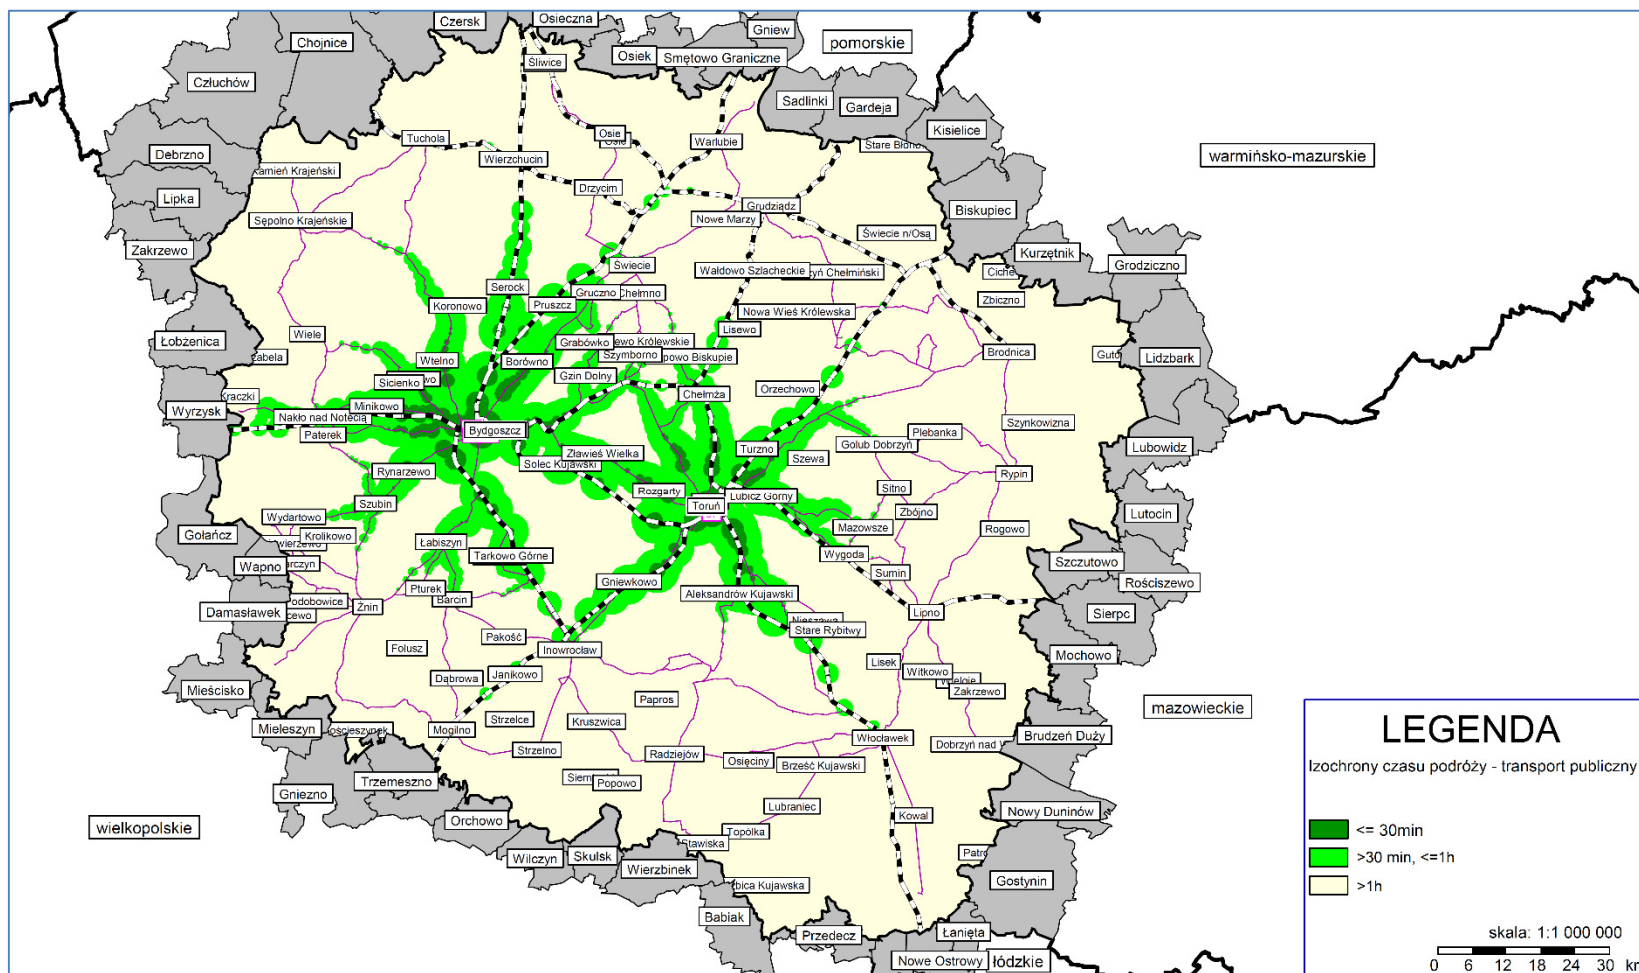 Czersk
Osieczna
Gniew
Chojnice
pomorskie
Osiek
Smętowo Graniczne
Śliwice
Człuchów
Sadlinki
Gardeja
Kisielice
Osie
Tuchola
Warlubie
Stare Błono
Debrzno
Wierzchucin
warmińsko-mazurskie
Kamień Krajeński
Drzycim
Lipka
Grudziądz
Biskupiec
Sępolno Krajeńskie
Nowe Marzy
Świecie n/Osą
Zakrzewo
Kurzętnik
Grodziczno
Świecie
Wałdowo Szlacheckie
Ciche
Serock
Gruczno
Chełmno
Zbiczno
Koronowo
Pruszcz
Nowa Wieś Królewska
Lisewo
Wiele
Łobżenica
Grabówko
Szymborno
Brodnica
Lidzbark
Wtelno
Borówno
Gzin Dolny
Sicienko
Orzechowo
Chełmża
Wyrzysk
Minikowo
Nakło nad Notecią
Szynkowizna
Paterek
Bydgoszcz
Plebanka
Golub Dobrzyń
Turzno
Lubowidz
Złąwieś Wielka
Solec Kujawski
Szewa
Rynarzewo
Rypin
Rozgarty
Sitno
Lubicz Górny
Szubin
Toruń
Zbójno
Lutocin
Wydartowo
Mazowsze
Rogowo
Gołańcz
Krolikowo
Łabiszyn
Wygoda
Tarkowo Górne
Szczutowo
Wapno
Sumin
Rościszewo
Gniewkowo
Pturek
Aleksandrów Kujawski
Barcin
Żnin
Damasławek
Lipno
Sierpc
Stare Rybitwy
Pakość
Folusz
Inowrocław
Mochowo
Lisek
Witkowo
Janikowo
Dąbrowa
Mieścisko
Zakrzewo
Papros
mazowieckie
Strzelce
Kruszwica
Mieleszyn
Mogilno
Brudzeń Duży
Włocławek
Dobrzyń nad
Strzelno
Radziejów
Osięciny
Brześć Kujawski
Trzemeszno
Popowo
Gniezno
Lubraniec
Nowy Duninów
Kowal
Orchowo
wielkopolskie
Topólka
Wilczyn
Skulsk
Wierzbinek
Gostynin
Babiak
Przedecz
Łanięta
Nowe Ostrowy
łódzkie
LEGENDA
Izochrony czasu podróży - transport publiczny
<= 30min
>30 min, <=1h
>1h
skala: 1:1 000 000
0 6 12 18 24 30 km